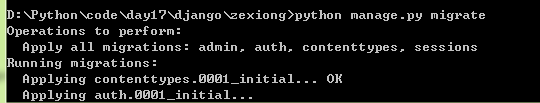 D:\Python\code\day17\django\zexiong>python manage.py migrate
Operations to perform:
  Apply all migrations: admin, auth, contenttypes, sessions
Running migrations:
  Applying contenttypes.0001_initial... OK
  Applying auth.0001_initial...